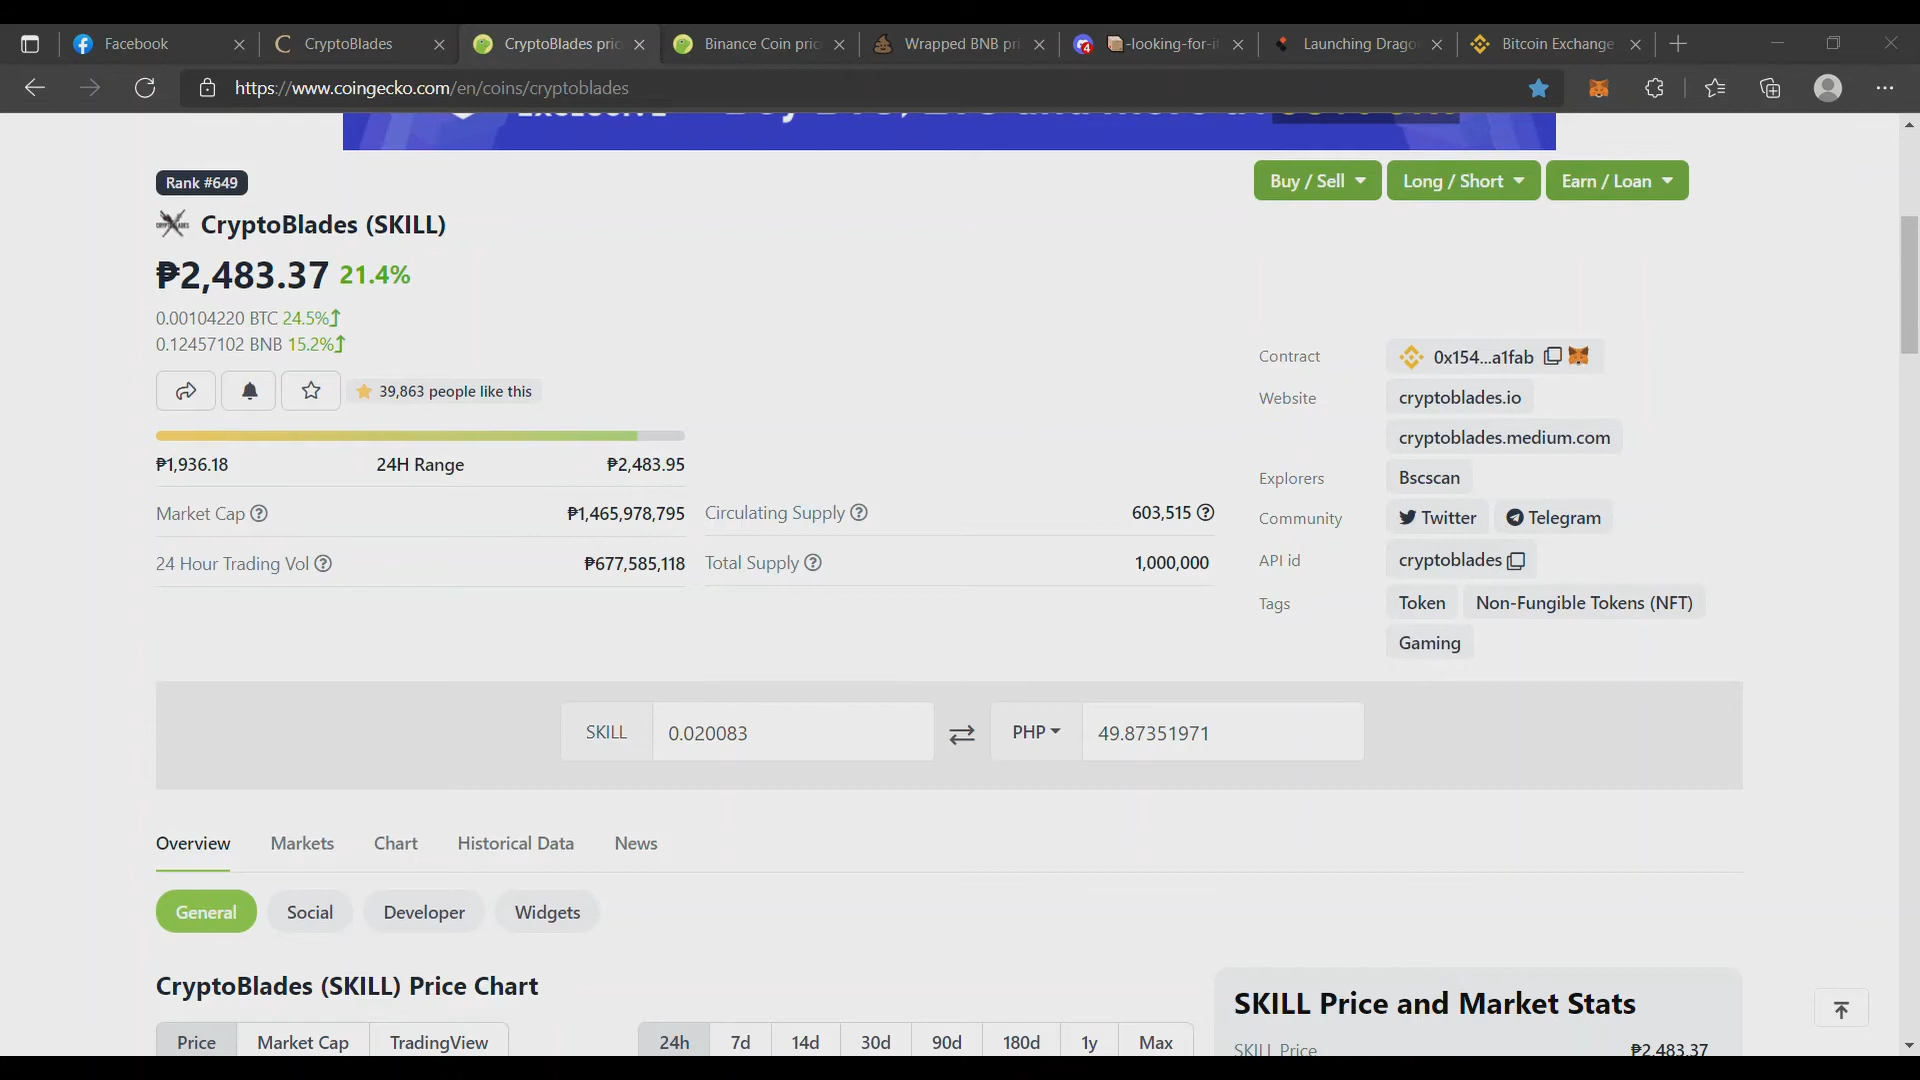 Facebook
CryptoBlades
CryptoBlades pric
Binance Coin pric
Wrapped BNB pri
4
-looking-for-i
Launching Drago
Bitcoin Exchange
https://www.coingecko.com/en/coins/cryptoblades
Rank #649
CryptoBlades (SKILL)
₱2,483.37 21.4%
0.00104220 BTC 24.5%
0.12457102 BNB 15.2%
39,863 people like this
₱1,936.18 24H Range ₱2,483.95
Market Cap ₱1,465,978,795
24 Hour Trading Vol ₱677,585,118
Circulating Supply 603,515
Total Supply 1,000,000
Buy / Sell
Long / Short
Earn / Loan
Contract 0x154...a1fab
Website cryptoblades.io
cryptoblades.medium.com
Explorers Bscscan
Community Twitter Telegram
API id cryptoblades
Tags Token Non-Fungible Tokens (NFT)
Gaming
SKILL 0.020083 PHP 49.87351971
Overview Markets Chart Historical Data News
General Social Developer Widgets
CryptoBlades (SKILL) Price Chart
Price Market Cap TradingView 24h 7d 14d 30d 90d 180d 1y Max
SKILL Price and Market Stats
SKILL Price ₱2,483.37